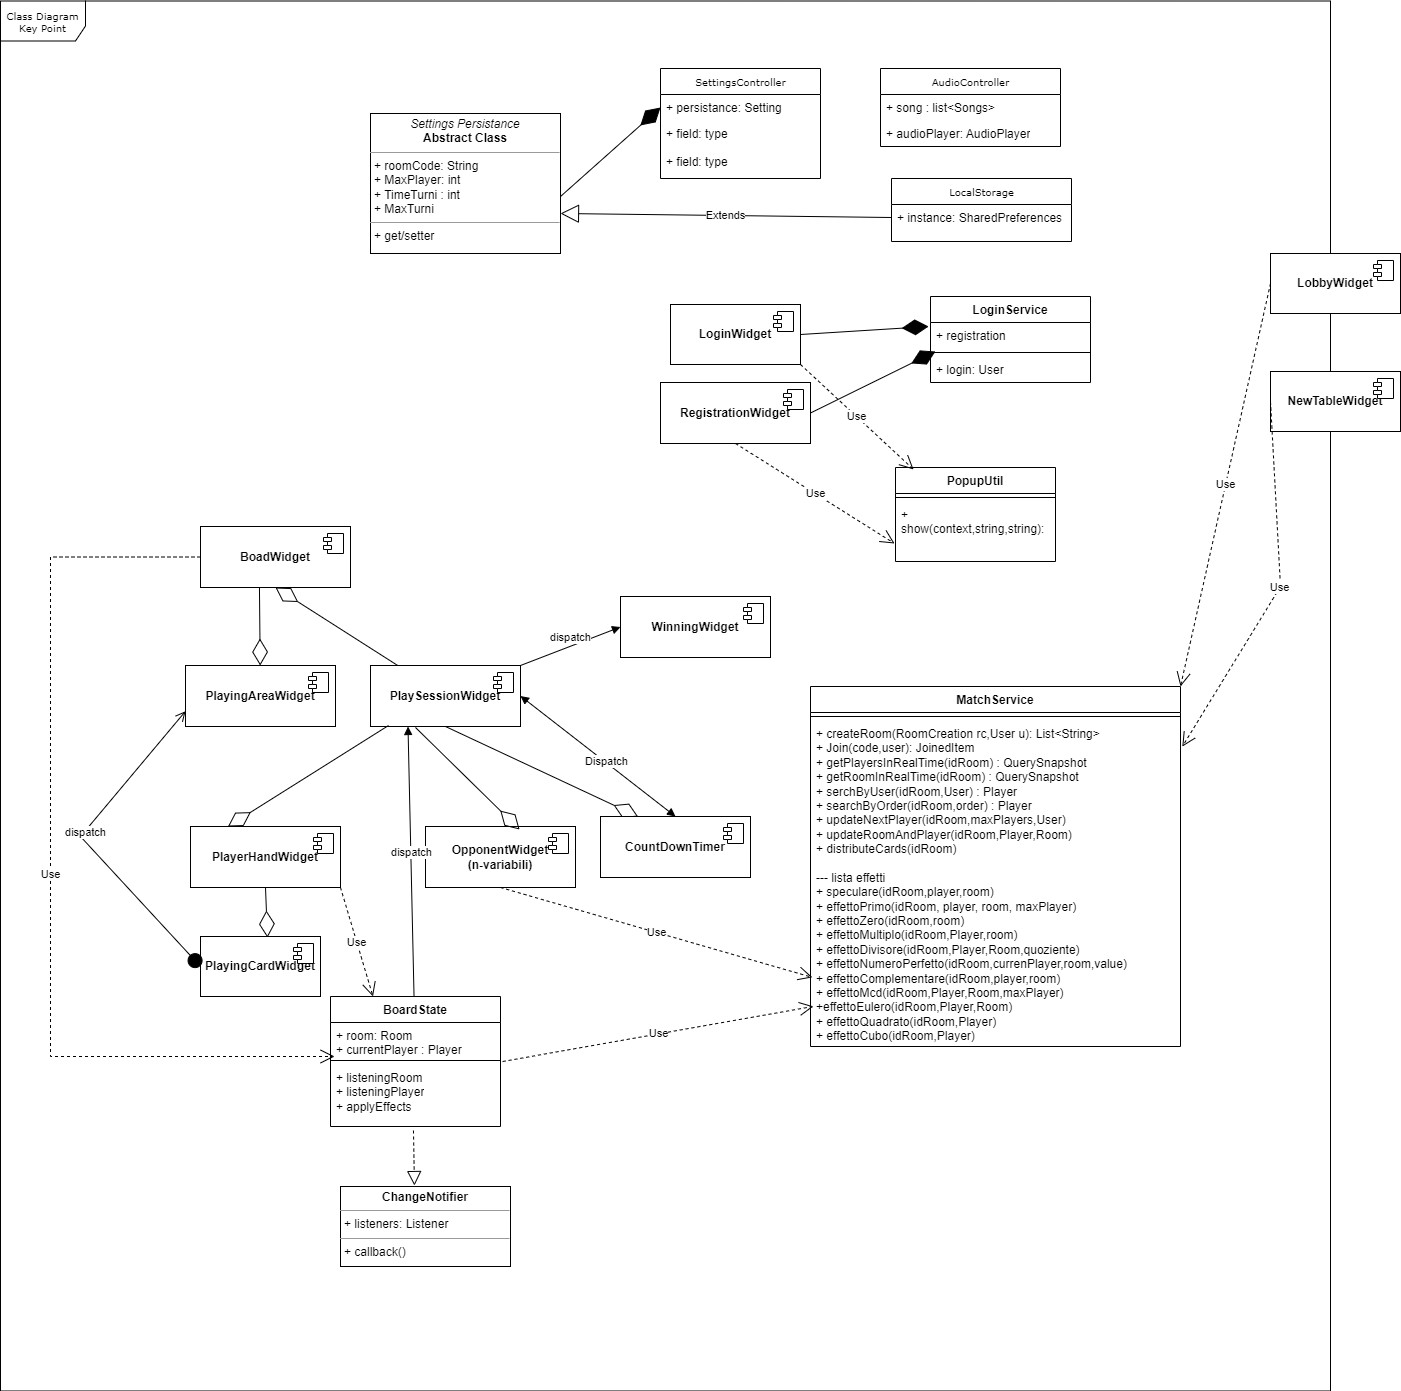 Class Diagram
Key Point
SettingsController
+ persistance: Setting
+ field: type
+ field: type
AudioController
+ song : list<Songs>
+ audioPlayer: AudioPlayer
Settings Persistance
Abstract Class
+ roomCode: String
+ MaxPlayer: int
+ TimeTurni : int
+ MaxTurni
+ get/setter
LocalStorage
+ instance: SharedPreferences
Extends
LobbyWidget
LoginWidget
LoginService
+ registration
+ login: User
RegistrationWidget
NewTableWidget
Use
Use
Use
PopupUtil
+
show(context,string,string):
Use
BoadWidget
WinningWidget
dispatch
PlayingAreaWidget
PlaySessionWidget
MatchService
+ createRoom(RoomCreation rc,User u): List<String>
+ Join(code,user): JoinedItem
+ getPlayersInRealTime(idRoom) : QuerySnapshot
+ getRoomInRealTime(idRoom) : QuerySnapshot
+ serchByUser(idRoom,User) : Player
+ searchByOrder(idRoom,order) : Player
+ updateNextPlayer(idRoom,maxPlayers,User)
+ updateRoomAndPlayer(idRoom,Player,Room)
+ distributeCards(idRoom)
--- lista effetti
+ speculare(idRoom,player,room)
+ effettoPrimo(idRoom, player, room, maxPlayer)
+ effettoZero(idRoom,room)
+ effettoMultiplo(idRoom,Player,room)
+ effettoDivisore(idRoom,Player,Room,quoziente)
+ effettoNumeroPerfetto(idRoom,currenPlayer,room,value)
+ effettoComplementare(idRoom,player,room)
+ effettoMcd(idRoom,Player,Room,maxPlayer)
+effettoEulero(idRoom,Player,Room)
+ effettoQuadrato(idRoom,Player)
+ effettoCubo(idRoom,Player)
Dispatch
dispatch
dispatch
PlayerHandWidget
OpponentWidget
(n-variabili)
CountDownTimer
Use
Use
Use
PlayingCardWidget
BoardState
+ room: Room
+ currentPlayer : Player
+ listeningRoom
+ listeningPlayer
+ applyEffects
Use
ChangeNotifier
+ listeners: Listener
+ callback()